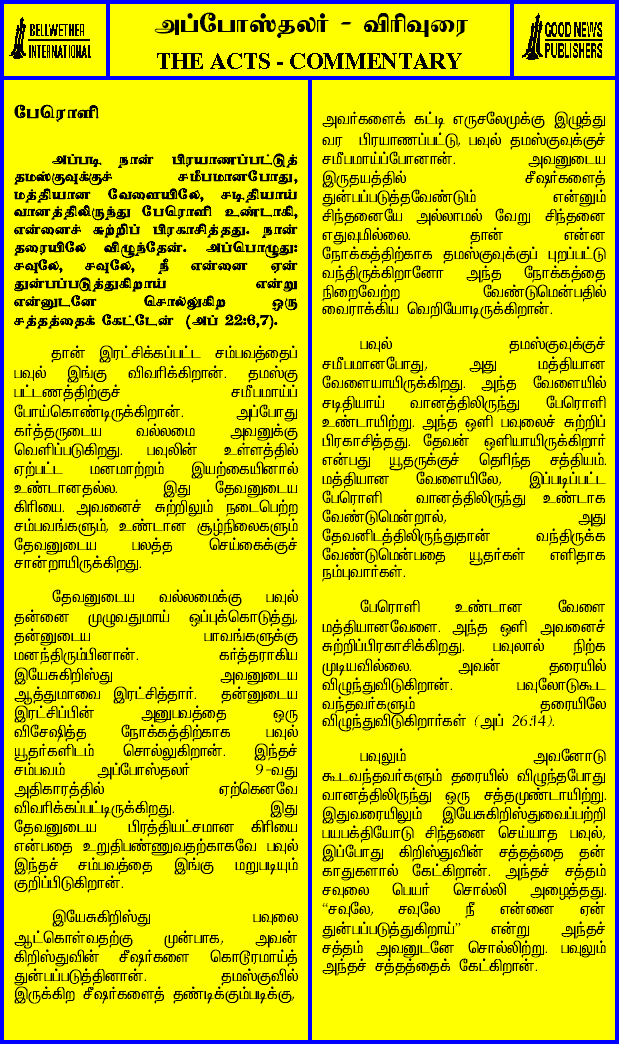 BELLWETHER
INTERNATIONAL
அப்போஸ்தலர் - விரிவுரை
THE ACTS - COMMENTARY
GOOD NEWS
PUBLISHERS
பேரொளி
அப்படி நான் பிரயாணப்பட்டுத்
தமஸ்குவுக்குச் சமீபமானபோது,
மத்தியான வேளையிலே, சடிதியாய்
வானத்திலிருந்து பேரொளி உண்டாகி,
என்னைச் சுற்றிப் பிரகாசித்தது. நான்
தரையிலே விழுந்தேன். அப்பொழுது:
சவுலே, சவுலே, நீ என்னை ஏன்
துன்பப்படுத்துகிறாய் என்று
என்னுடனே சொல்லுகிற ஒரு
சத்தத்தைக் கேட்டேன் (அப் 22:6,7).
தான் இரட்சிக்கப்பட்ட சம்பவத்தைப்
பவுல் இங்கு விவரிக்கிறான். தமஸ்கு
பட்டணத்திற்குச் சமீபமாய்ப்
போய்கொண்டிருக்கிறான். அப்போது
கர்த்தருடைய வல்லமை அவனுக்கு
வெளிப்படுகிறது. பவுலின் உள்ளத்தில்
ஏற்பட்ட மனமாற்றம் இயற்கையினால்
உண்டானதல்ல. இது தேவனுடைய
கிரியை. அவனைச் சுற்றிலும் நடைபெற்ற
சம்பவங்களும், உண்டான சூழ்நிலைகளும்
தேவனுடைய பலத்த செய்கைக்குச்
சான்றாயிருக்கிறது.
தேவனுடைய வல்லமைக்கு பவுல்
தன்னை முழுவதுமாய் ஒப்புக்கொடுத்து,
தன்னுடைய பாவங்களுக்கு
மனந்திரும்பினான். கர்த்தராகிய
இயேசுகிறிஸ்து அவனுடைய
ஆத்துமாவை இரட்சித்தார். தன்னுடைய
இரட்சிப்பின் அனுபவத்தை ஒரு
விசேஷித்த நோக்கத்திற்காக பவுல்
யூதர்களிடம் சொல்லுகிறான். இந்தச்
சம்பவம் அப்போஸ்தலர் 9-வது
அதிகாரத்தில் ஏற்கெனவே
விவரிக்கப்பட்டிருக்கிறது. இது
தேவனுடைய பிரத்தியட்சமான கிரியை
என்பதை உறுதிபண்ணுவதற்காகவே பவுல்
இந்தச் சம்பவத்தை இங்கு மறுபடியும்
குறிப்பிடுகிறான்.
இயேசுகிறிஸ்து பவுலை
ஆட்கொள்வதற்கு முன்பாக, அவன்
கிறிஸ்துவின் சீஷர்களை கொடூரமாய்த்
துன்பப்படுத்தினான். தமஸ்குவில்
இருக்கிற சீஷர்களைத் தண்டிக்கும்படிக்கு,
அவர்களைக் கட்டி எருசலேமுக்கு இழுத்து
வர பிரயாணப்பட்டு, பவுல் தமஸ்குவுக்குச்
சமீபமாய்ப்போனான். அவனுடைய
இருதயத்தில் சீஷர்களைத்
துன்பப்படுத்தவேண்டும் என்னும்
சிந்தனையே அல்லாமல் வேறு சிந்தனை
எதுவுமில்லை. தான் என்ன
நோக்கத்திற்காக தமஸ்குவுக்குப் புறப்பட்டு
வந்திருக்கிறானோ அந்த நோக்கத்தை
நிறைவேற்ற வேண்டுமென்பதில்
வைராக்கிய வெறியோடிருக்கிறான்.
பவுல் தமஸ்குவுக்குச்
சமீபமானபோது, அது மத்தியான
வேளையாயிருக்கிறது. அந்த வேளையில்
சடிதியாய் வானத்திலிருந்து பேரொளி
உண்டாயிற்று. அந்த ஒளி பவுலைச் சுற்றிப்
பிரகாசித்தது. தேவன் ஒளியாயிருக்கிறார்
என்பது யூதருக்குச் தெரிந்த சத்தியம்.
மத்தியான வேளையிலே, இப்படிப்பட்ட
பேரொளி வானத்திலிருந்து உண்டாக
வேண்டுமென்றால், அது
தேவனிடத்திலிருந்துதான் வந்திருக்க
வேண்டுமென்பதை யூதர்கள் எளிதாக
நம்புவார்கள்.
பேரொளி உண்டான வேளை
மத்தியானவேளை. அந்த ஒளி அவனைச்
சுற்றிப்பிரகாசிக்கிறது. பவுலால் நிற்க
முடியவில்லை. அவன் தரையில்
விழுந்துவிடுகிறான். பவுலோடுகூட
வந்தவர்களும் தரையிலே
விழுந்துவிடுகிறார்கள் (அப் 26:14).
பவுலும் அவனோடு
கூடவந்தவர்களும் தரையில் விழுந்தபோது
வானத்திலிருந்து ஒரு சத்தமுண்டாயிற்று.
இதுவரையிலும் இயேசுகிறிஸ்துவைப்பற்றி
பயபக்தியோடு சிந்தனை செய்யாத பவுல்,
இப்போது கிறிஸ்துவின் சத்தத்தை தன்
காதுகளால் கேட்கிறான். அந்தச் சத்தம்
சவுலை பெயர் சொல்லி அழைத்தது.
“சவுலே, சவுலே நீ என்னை ஏன்
துன்பப்படுத்துகிறாய்” என்று அந்தச்
சத்தம் அவனுடனே சொல்லிற்று. பவுலும்
அந்தச் சத்தத்தைக் கேட்கிறான்.